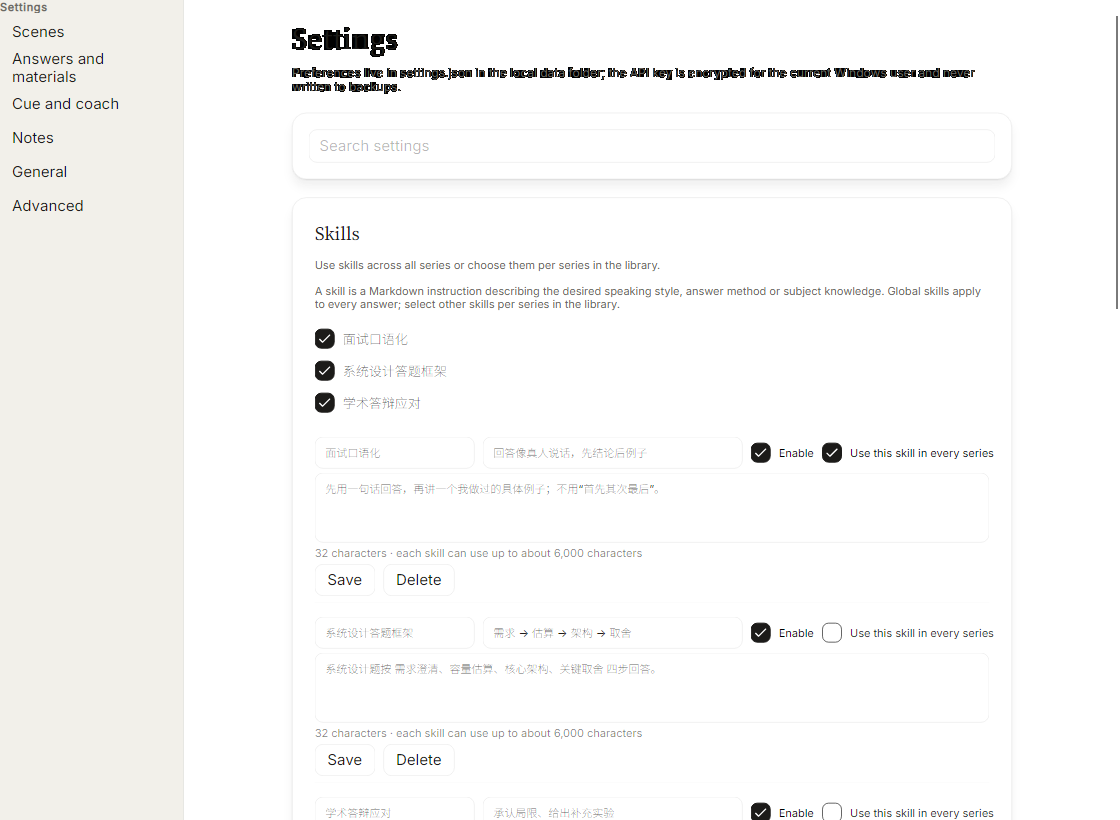 Settings
Scenes
Answers and
materials
Cue and coach
Notes
General
Advanced
Settings
Preferences live in settings.json in the local data folder; the API key is encrypted for the current Windows user and never
written to backups.
Search settings
Skills
Use skills across all series or choose them per series in the library.
A skill is a Markdown instruction describing the desired speaking style, answer method or subject knowledge. Global skills apply
to every answer; select other skills per series in the library.
面试口语化
系统设计答题框架
学术答辩应对
面试口语化 回答像真人说话，先结论后例子 Enable Use this skill in every series
先用一句话回答，再讲一个我做过的具体例子；不用“首先其次最后”。
32 characters · each skill can use up to about 6,000 characters
Save Delete
系统设计答题框架 需求 → 估算 → 架构 → 取舍 Enable Use this skill in every series
系统设计题按 需求澄清、容量估算、核心架构、关键取舍 四步回答。
32 characters · each skill can use up to about 6,000 characters
Save Delete
学术答辩应对 承认局限、给出补充实验 Enable Use this skill in every series